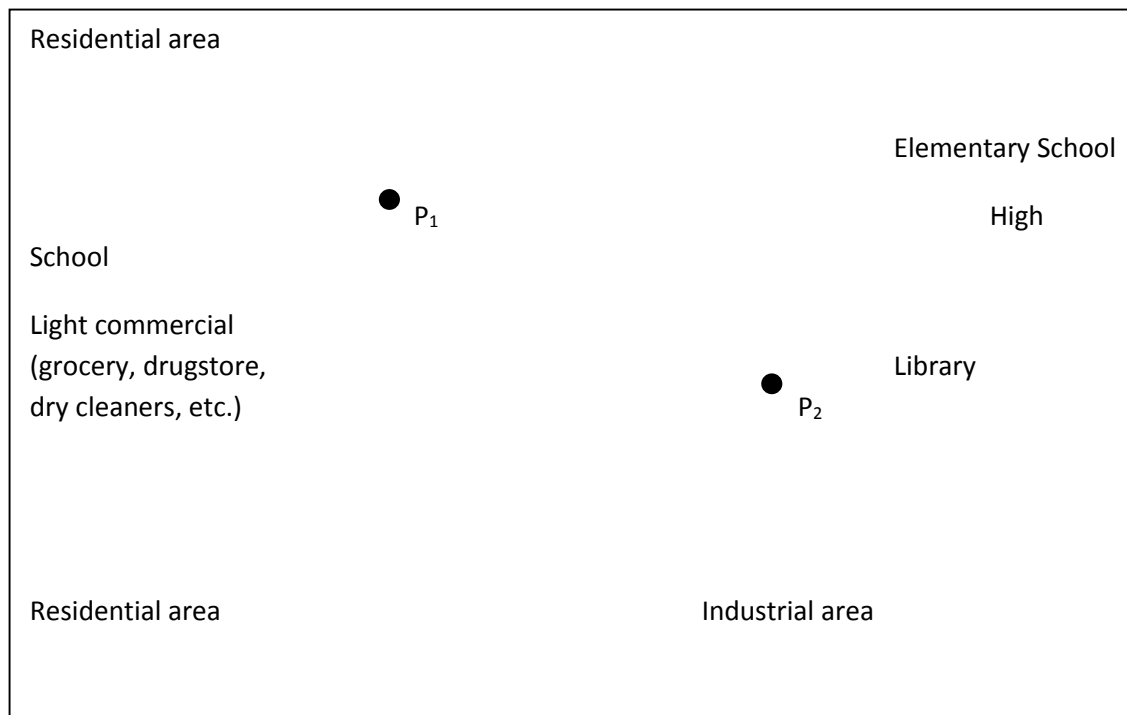 Residential area
Elementary School
P₁
High
School
Light commercial
(grocery, drugstore,
dry cleaners, etc.)
Library
P₂
Residential area
Industrial area